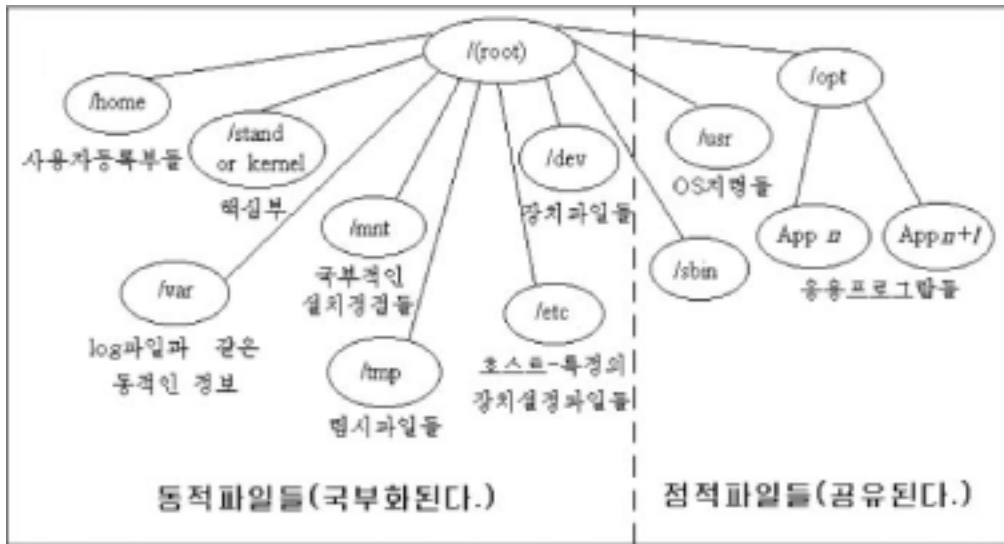 /(root)
/home
사용자등록부들
/stand
or kernel
핵심부
/var
log파일과 같은
동적인 정보
/mnt
국부적인
설치정점들
/tmp
림시파일들
/dev
장치파일들
/etc
호스트-특정의
장치설정파일들
/usr
OS지령들
/sbin
/opt
App n
App n+1
응용프로그람들
동적파일들(국부화된다.)
점적파일들(공유된다.)